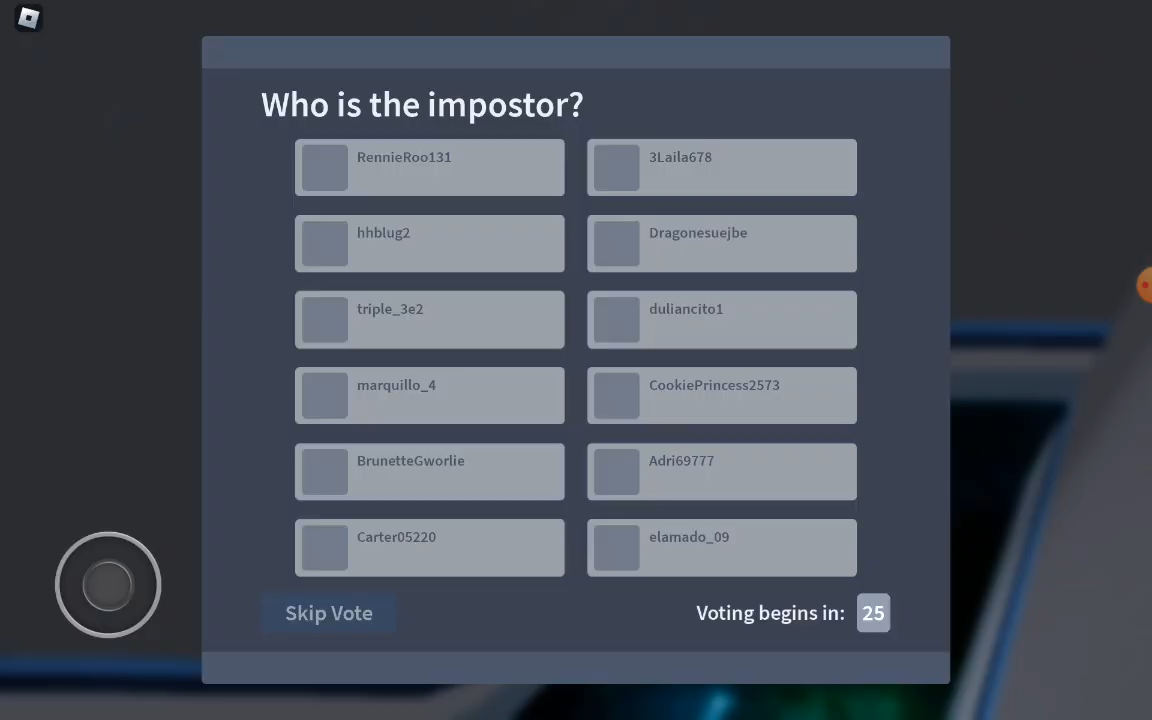 Who is the impostor?
RennieRoo131
3Laila678
hhblug2
Dragonesuejbe
triple_3e2
duliancito1
marquillo_4
CookiePrincess2573
BrunetteGworlie
Adri69777
Carter05220
elamado_09
Skip Vote
Voting begins in: 25